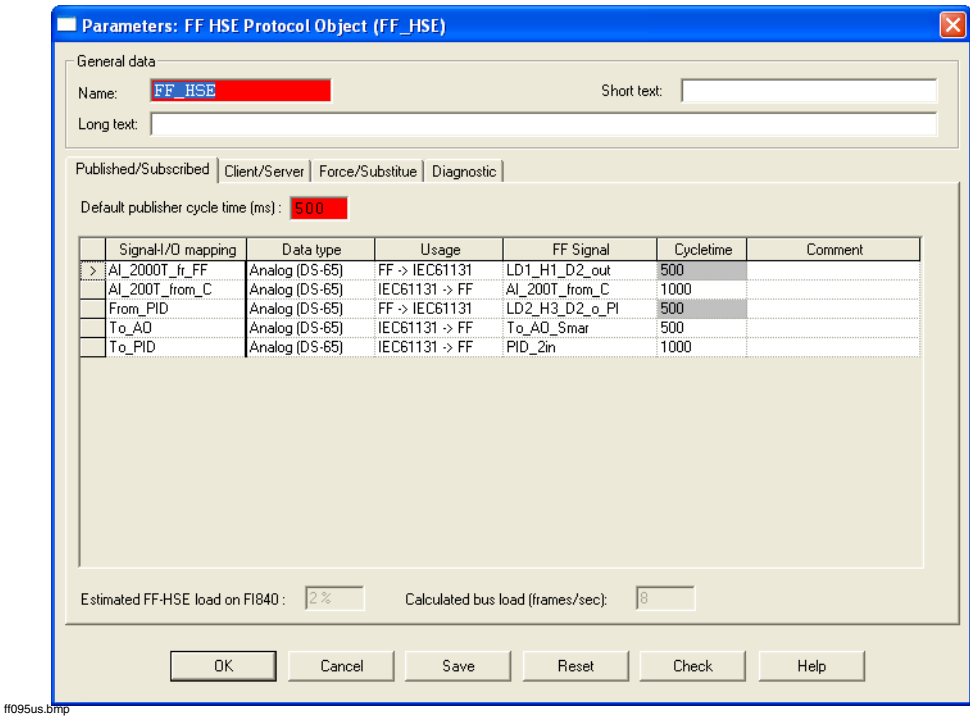 Parameters: FF HSE Protocol Object (FF_HSE)
General data
Name: FF_HSE Short text:
Long text:
Published/Subscribed Client/Server Force/Substitue Diagnostic
Default publisher cycle time (ms) : 500
Signal-I/O mapping Data type Usage FF Signal Cycletime Comment
> AI_2000T_fr_FF Analog (DS-65) FF -> IEC61131 LD1_H1_D2_out 500
AI_200T_from_C Analog (DS-65) IEC61131 -> FF AI_200T_from_C 1000
From_PID Analog (DS-65) FF -> IEC61131 LD2_H3_D2_o_PI 500
To_AO Analog (DS-65) IEC61131 -> FF To_AO_Smar 500
To_PID Analog (DS-65) IEC61131 -> FF PID_2in 1000
Estimated FF-HSE load on FI840 : 2 % Calculated bus load (frames/sec): 8
OK Cancel Save Reset Check Help
ff095us.bmp